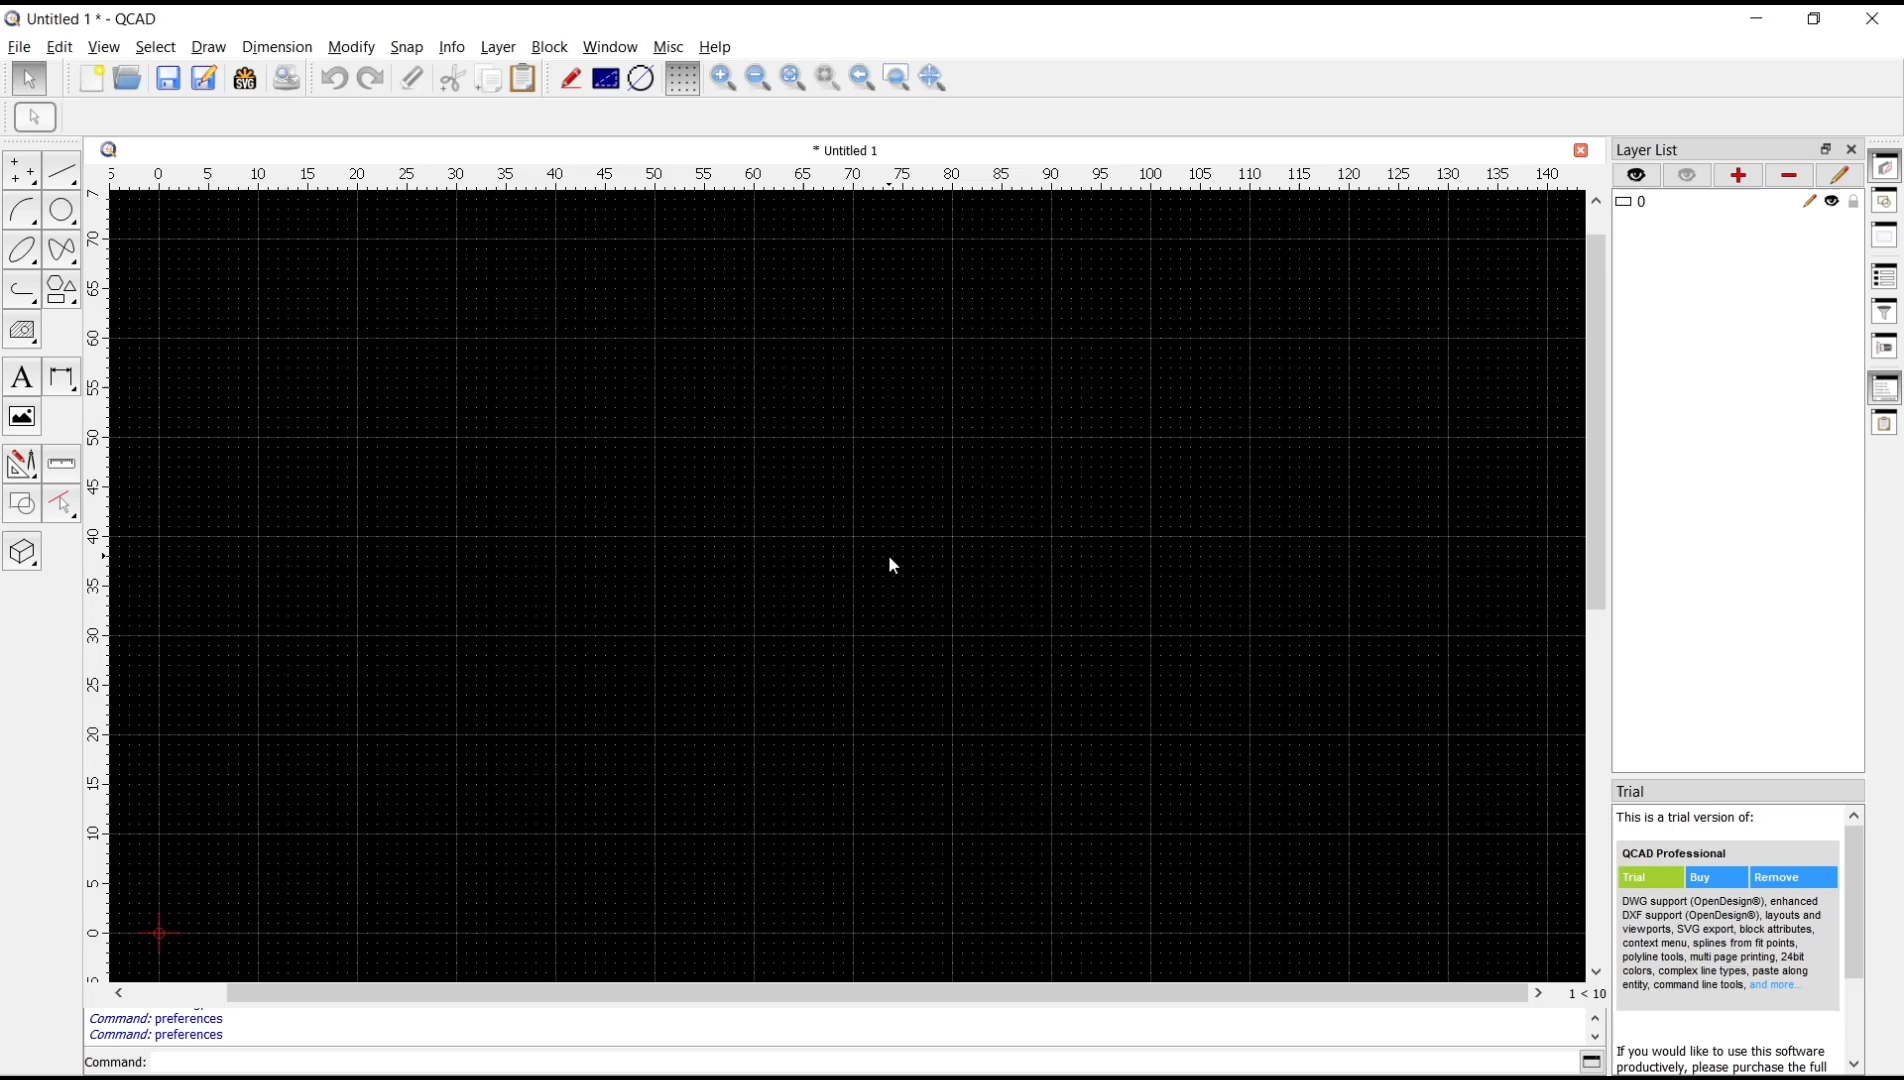 Untitled 1 * - QCAD
File Edit View Select Draw Dimension Modify Snap Info Layer Block Window Misc Help
SVG
* Untitled 1
5 0 5 10 15 20 25 30 35 40 45 50 55 60 65 70 75 80 85 90 95 100 105 110 115 120 125 130 135 140
7
70
65
60
55
50
45
40
35
30
25
20
15
10
5
0
5
1 < 10
Command: preferences
Command: preferences
Command:
Layer List
0
Trial
This is a trial version of:
QCAD Professional
Trial Buy Remove
DWG support (OpenDesign®), enhanced
DXF support (OpenDesign®), layouts and
viewports, SVG export, block attributes,
context menu, splines from fit points,
polyline tools, multi page printing, 24bit
colors, complex line types, paste along
entity, command line tools, and more...
If you would like to use this software
productively, please purchase the full